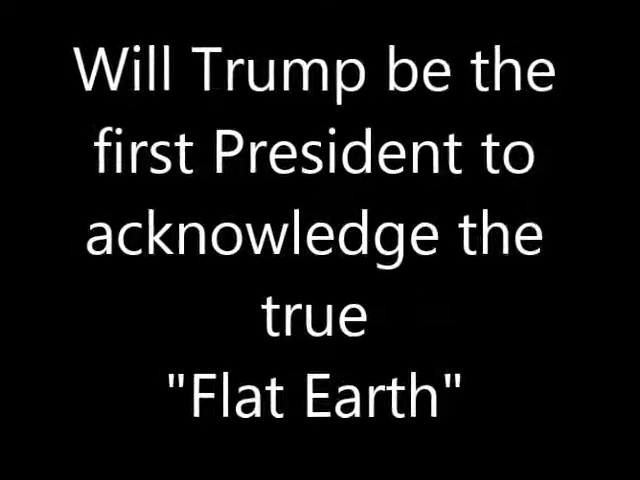 Will Trump be the
first President to
acknowledge the
true
"Flat Earth"